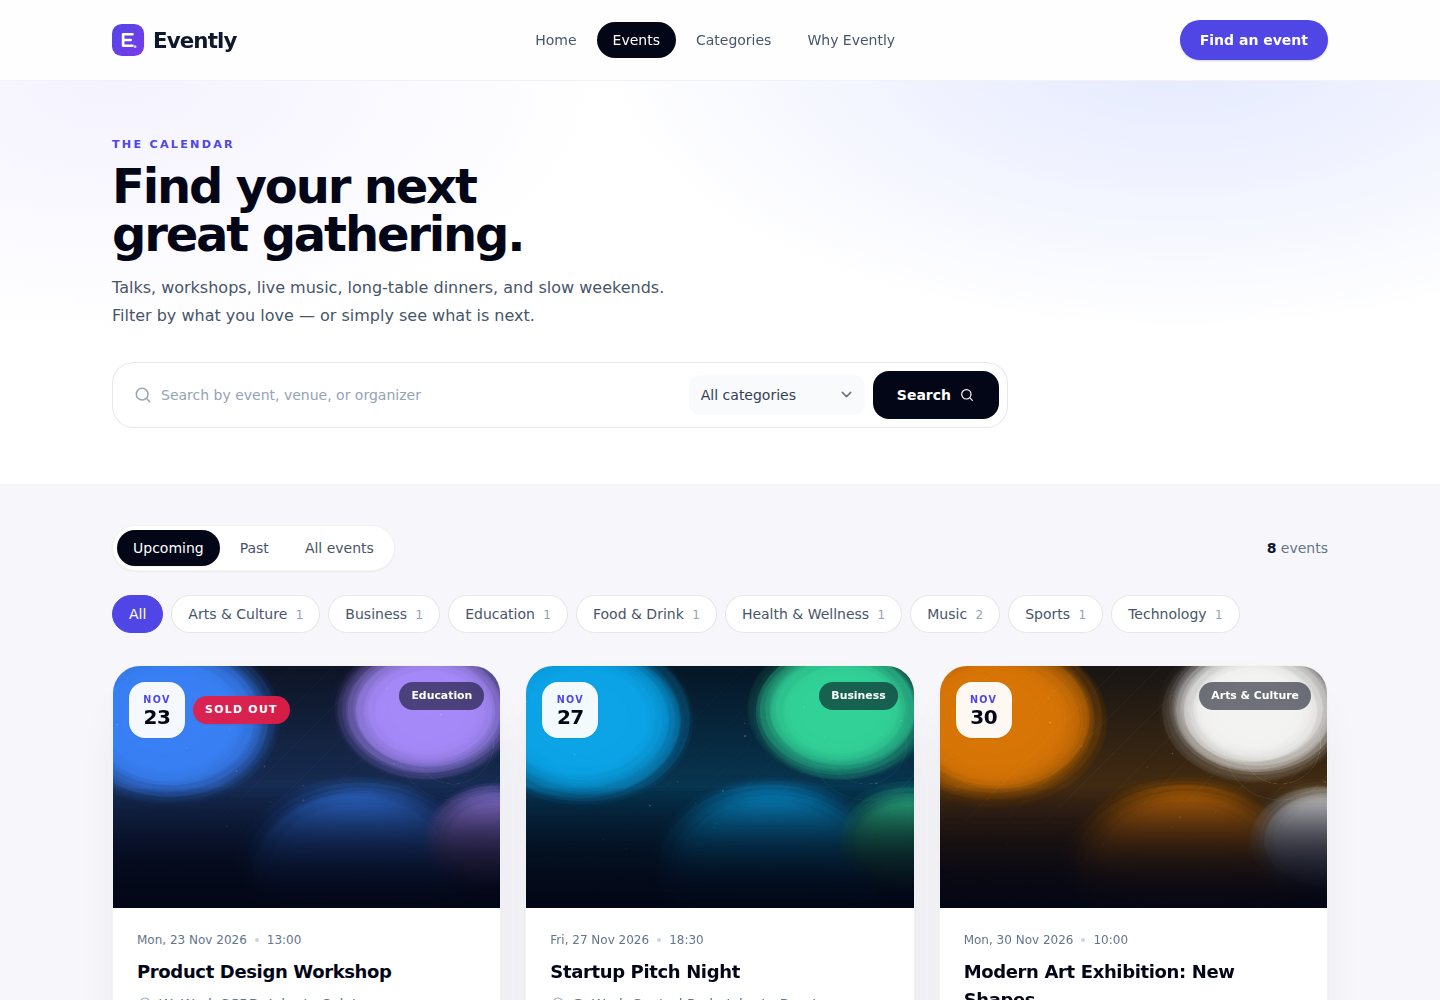 Evently
Home
Events
Categories
Why Evently
Find an event
THE CALENDAR
Find your next
great gathering.
Talks, workshops, live music, long-table dinners, and slow weekends.
Filter by what you love — or simply see what is next.
Search by event, venue, or organizer
All categories
Search
Upcoming
Past
All events
8 events
All
Arts & Culture 1
Business 1
Education 1
Food & Drink 1
Health & Wellness 1
Music 2
Sports 1
Technology 1
NOV
23
SOLD OUT
Education
NOV
27
Business
NOV
30
Arts & Culture
Mon, 23 Nov 2026 • 13:00
Product Design Workshop
Fri, 27 Nov 2026 • 18:30
Startup Pitch Night
Mon, 30 Nov 2026 • 10:00
Modern Art Exhibition: New
Shapes